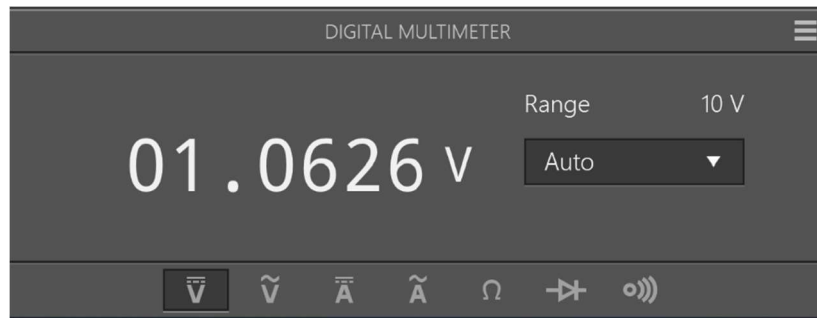 DIGITAL MULTIMETER
Range 10 V
01.0626 V
Auto
V V A A Ω